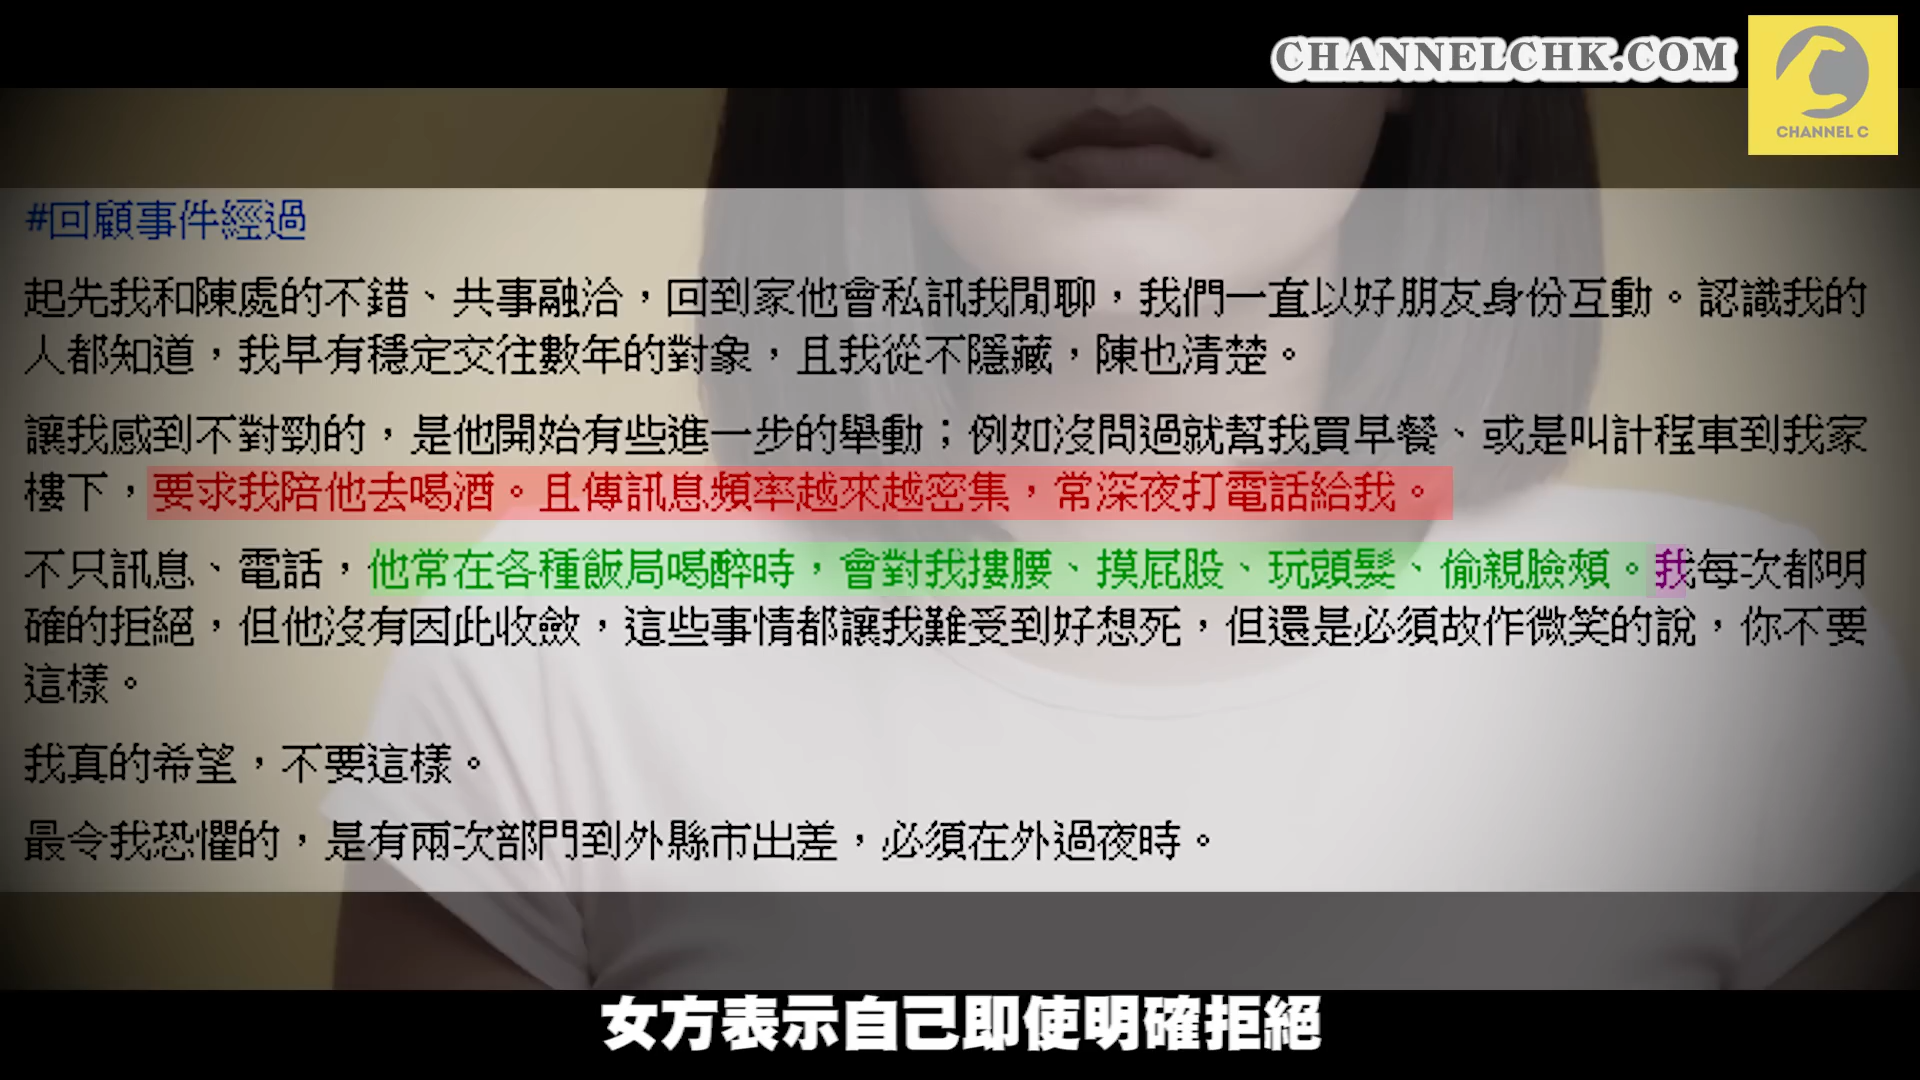 CHANNELCHK.COM
CHANNEL C
#回顧事件經過
起先我和陳處的不錯、共事融洽，回到家他會私訊我閒聊，我們一直以好朋友身份互動。認識我的
人都知道，我早有穩定交往數年的對象，且我從不隱藏，陳也清楚。
讓我感到不對勁的，是他開始有些進一步的舉動；例如沒問過就幫我買早餐、或是叫計程車到我家
樓下，要求我陪他去喝酒。且傳訊息頻率越來越密集，常深夜打電話給我。
不只訊息、電話，他常在各種飯局喝醉時，會對我摟腰、摸屁股、玩頭髮、偷親臉頰。我每次都明
確的拒絕，但他沒有因此收斂，這些事情都讓我難受到好想死，但還是必須故作微笑的說，你不要
這樣。
我真的希望，不要這樣。
最令我恐懼的，是有兩次部門到外縣市出差，必須在外過夜時。
女方表示自己即使明確拒絕